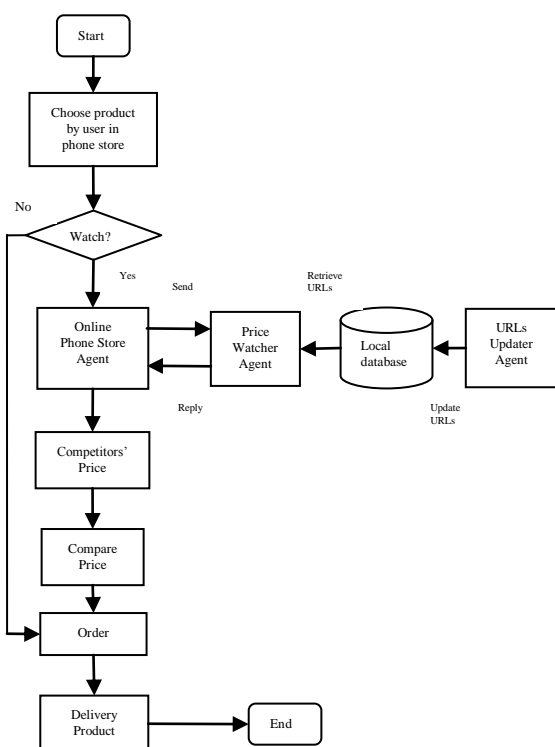 Start
Choose product
by user in
phone store
No
Watch?
Yes
Send
Retrieve
URLs
Online
Phone Store
Agent
Price
Watcher
Agent
Local
database
URLs
Updater
Agent
Reply
Update
URLs
Competitors’
Price
Compare
Price
Order
Delivery
Product
End